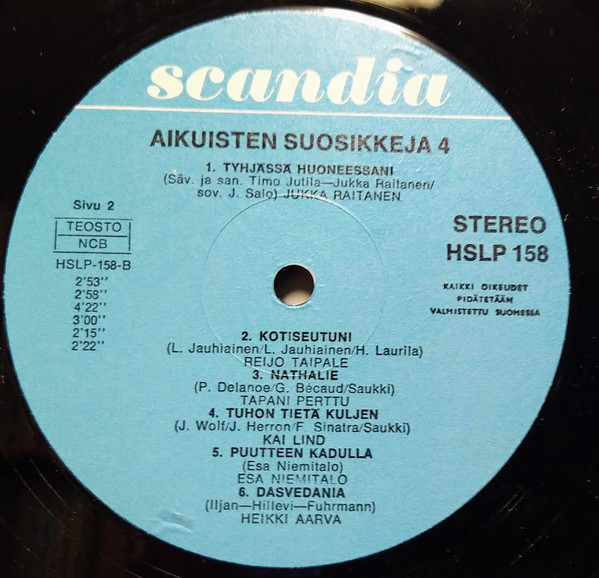 scandia
AIKUISTEN SUOSIKKEJA 4
1. TYHJÄSSÄ HUONEESSANI
(Säv. ja san. Timo Jutila—Jukka Raitanen/
sov. J. Salo) JUKKA RAITANEN
Sivu 2
TEOSTO
NCB
HSLP-158-B
2'53''
2'58''
4'22''
3'00''
2'15''
2'22''
STEREO
HSLP 158
KAIKKI OIKEUDET
PIDÄTETÄÄM
VALMISTETTU SUOMESSA
2. KOTISEUTUNI
(L. Jauhiainen/L. Jauhiainen/H. Laurila)
REIJO TAIPALE
3. NATHALIE
(P. Delanoe/G. Bécaud/Saukki)
TAPANI PERTTU
4. TUHON TIETÄ KULJEN
(J. Wolf/J. Herron/F. Sinatra/Saukki)
KAI LIND
5. PUUTTEEN KADULLA
(Esa Niemitalo)
ESA NIEMITALO
6. DASVEDANIA
(Iljan—Hillevi—Fuhrmann)
HEIKKI AARVA